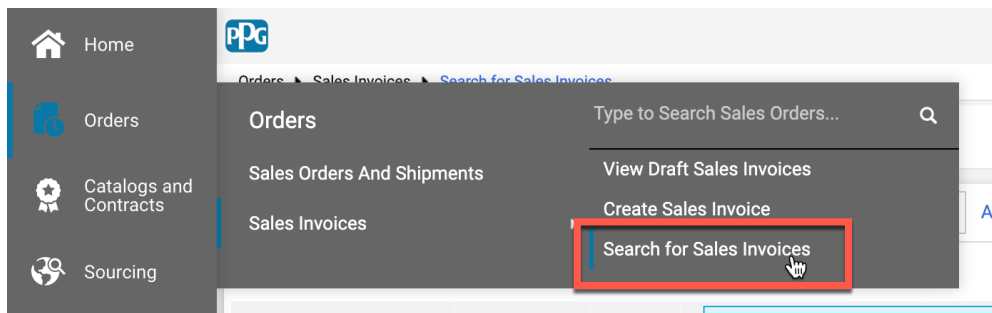 Home
PPG
Orders ▸ Sales Invoices ▸ Search for Sales Invoices
Orders
Orders
Type to Search Sales Orders...
Sales Orders And Shipments
View Draft Sales Invoices
Catalogs and
Contracts
Sales Invoices
Create Sales Invoice
A
Search for Sales Invoices
Sourcing